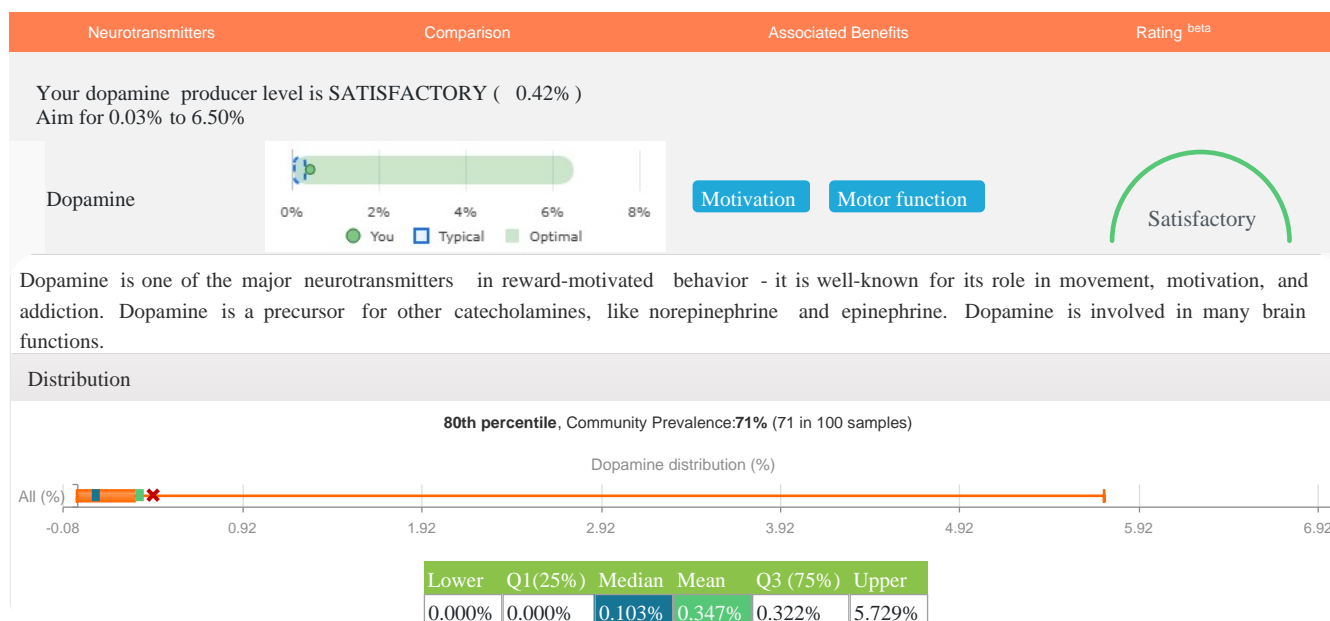 Neurotransmitters Comparison Associated Benefits Rating beta
Your dopamine producer level is SATISFACTORY ( 0.42% )
Aim for 0.03% to 6.50%
Dopamine
0% 2% 4% 6% 8%
You Typical Optimal
Motivation Motor function
Satisfactory
Dopamine is one of the major neurotransmitters in reward-motivated behavior - it is well-known for its role in movement, motivation, and
addiction. Dopamine is a precursor for other catecholamines, like norepinephrine and epinephrine. Dopamine is involved in many brain
functions.
Distribution
80th percentile, Community Prevalence:71% (71 in 100 samples)
Dopamine distribution (%)
All (%)
-0.08 0.92 1.92 2.92 3.92 4.92 5.92 6.92
Lower Q1(25%) Median Mean Q3 (75%) Upper
0.000% 0.000% 0.103% 0.347% 0.322% 5.729%